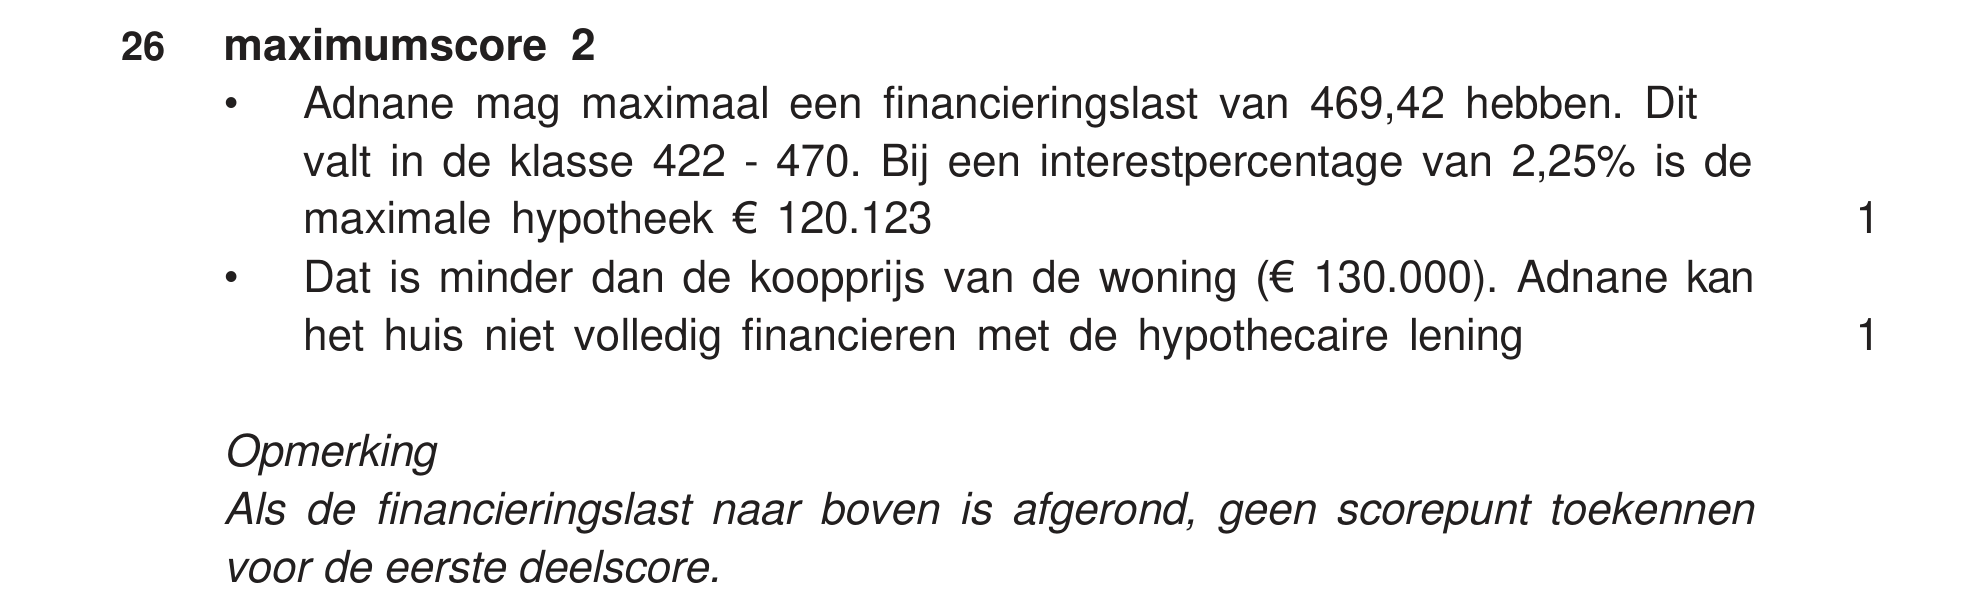 26 maximumscore 2
• Adnane mag maximaal een financieringslast van 469,42 hebben. Dit
valt in de klasse 422 - 470. Bij een interestpercentage van 2,25% is de
maximale hypotheek € 120.123 1
• Dat is minder dan de koopprijs van de woning (€ 130.000). Adnane kan
het huis niet volledig financieren met de hypothecaire lening 1
Opmerking
Als de financieringslast naar boven is afgerond, geen scorepunt toekennen
voor de eerste deelscore.